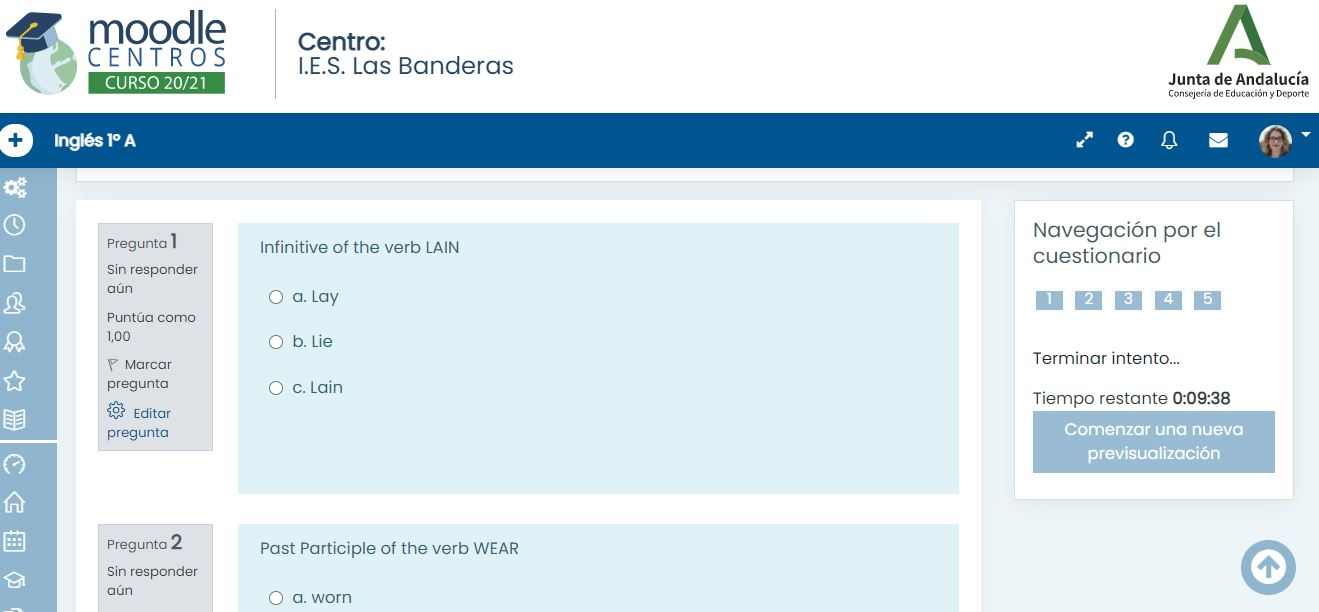 moodle
CENTROS
CURSO 20/21
Centro:
I.E.S. Las Banderas
Junta de Andalucía
Consejería de Educación y Deporte
Inglés 1º A
Pregunta 1
Sin responder
aún
Puntúa como
1,00
Marcar
pregunta
Editar
pregunta
Infinitive of the verb LAIN
a. Lay
b. Lie
c. Lain
Navegación por el
cuestionario
1 2 3 4 5
Terminar intento...
Tiempo restante 0:09:38
Comenzar una nueva
previsualización
Pregunta 2
Sin responder
aún
Past Participle of the verb WEAR
a. worn